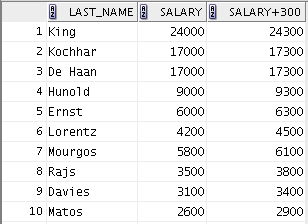 LAST_NAME SALARY SALARY+300
1 King 24000 24300
2 Kochhar 17000 17300
3 De Haan 17000 17300
4 Hunold 9000 9300
5 Ernst 6000 6300
6 Lorentz 4200 4500
7 Mourgos 5800 6100
8 Rajs 3500 3800
9 Davies 3100 3400
10 Matos 2600 2900